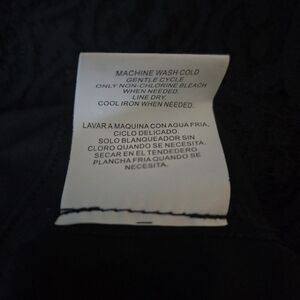 MACHINE WASH COLD
GENTLE CYCLE
ONLY NON-CHLORINE BLEACH
WHEN NEEDED.
LINE DRY.
COOL IRON WHEN NEEDED.
LAVAR A MAQUINA CON AGUA FRIA,
CICLO DELICADO.
SOLO BLANQUEADOR SIN
CLORO QUANDO SE NECESITA.
SECAR EN EL TENDEDERO.
PLANCHA FRIA QUANDO SE
NECESITA.